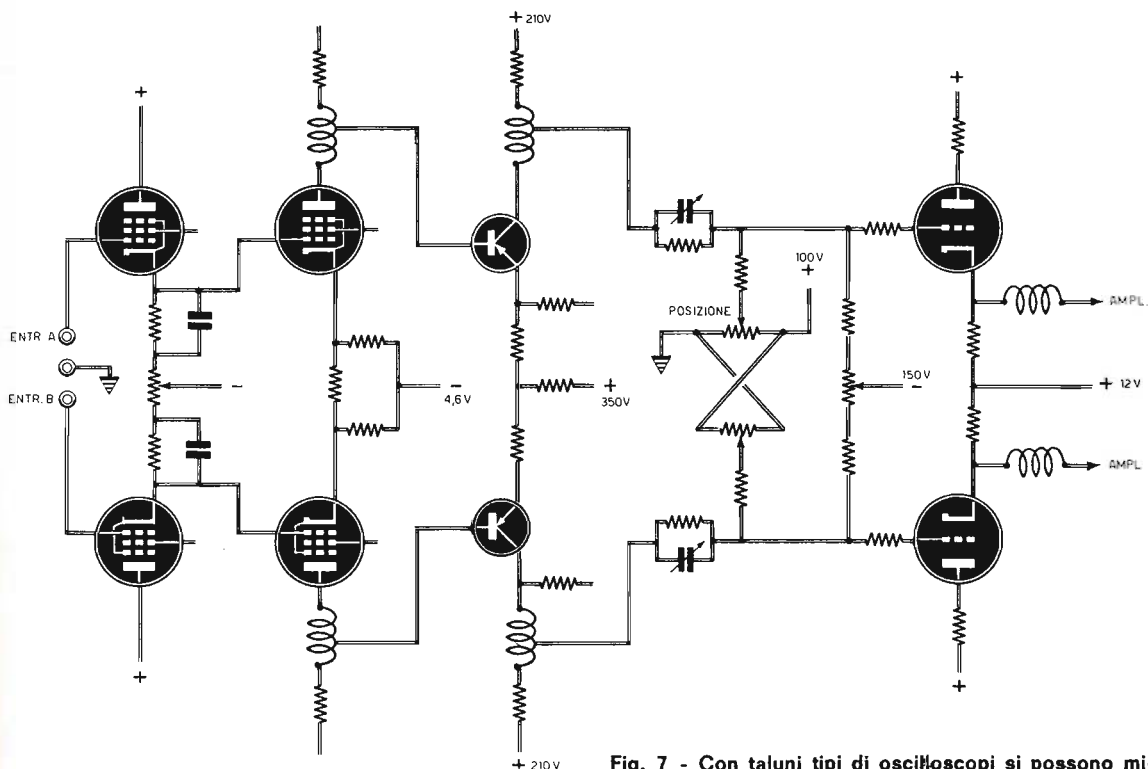 + 210V
+
+
100V
+
POSIZIONE
AMPL.
ENTR. A
-
-
4,6V
+
350V
150V
-
+ 12V
ENTR. B
AMPL
+
+
+ 210V
Fig. 7 - Con taluni tipi di oscilloscopi si possono mi